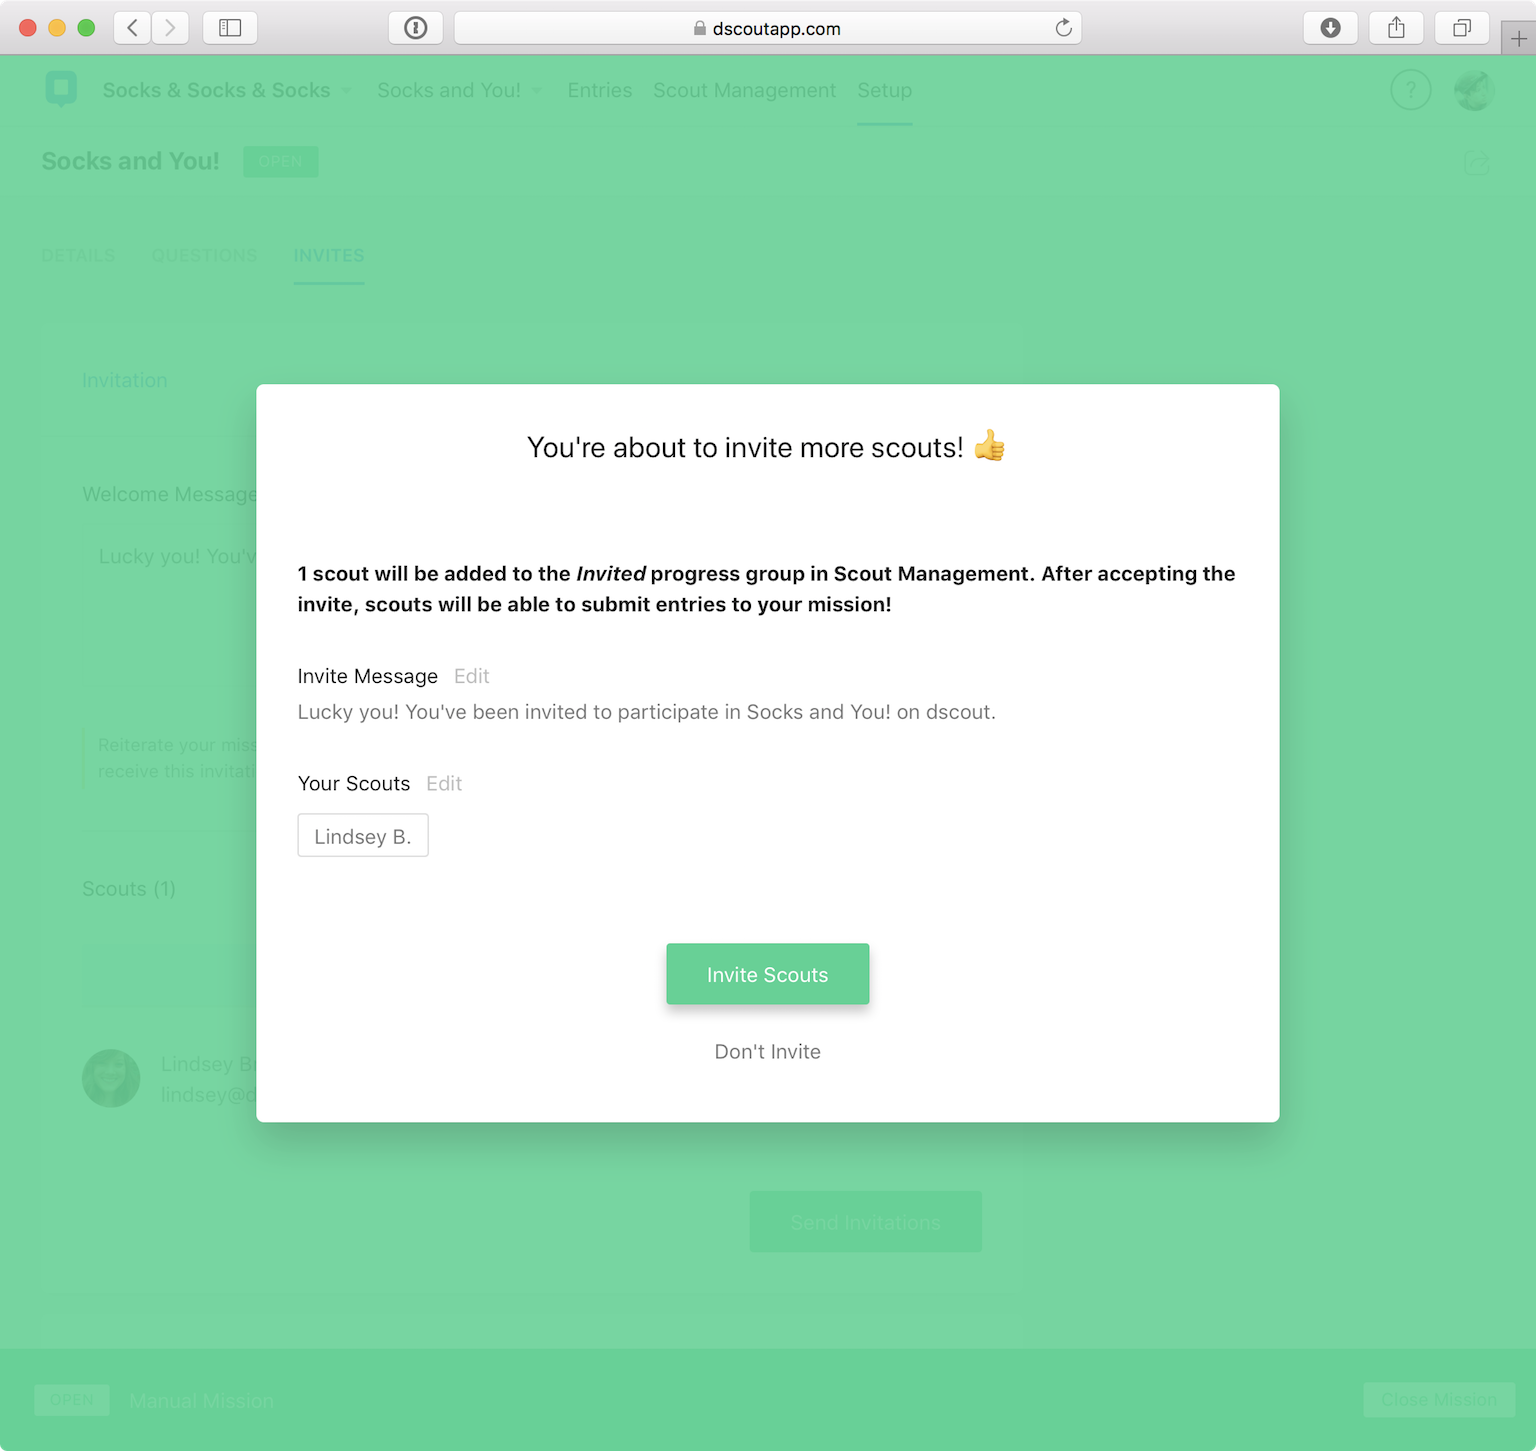 dscoutapp.com
Socks & Socks & Socks Socks and You! Entries Scout Management Setup ?
Socks and You! OPEN
DETAILS QUESTIONS INVITES
Invitation
You're about to invite more scouts! 👍
Welcome Message
Lucky you! You'v
1 scout will be added to the Invited progress group in Scout Management. After accepting the
invite, scouts will be able to submit entries to your mission!
Invite Message Edit
Lucky you! You've been invited to participate in Socks and You! on dscout.
Reiterate your miss
receive this invitati
Your Scouts Edit
Lindsey B.
Scouts (1)
Invite Scouts
Don't Invite
Lindsey Br
lindsey@d
Send Invitations
OPEN Manual Mission Close Mission